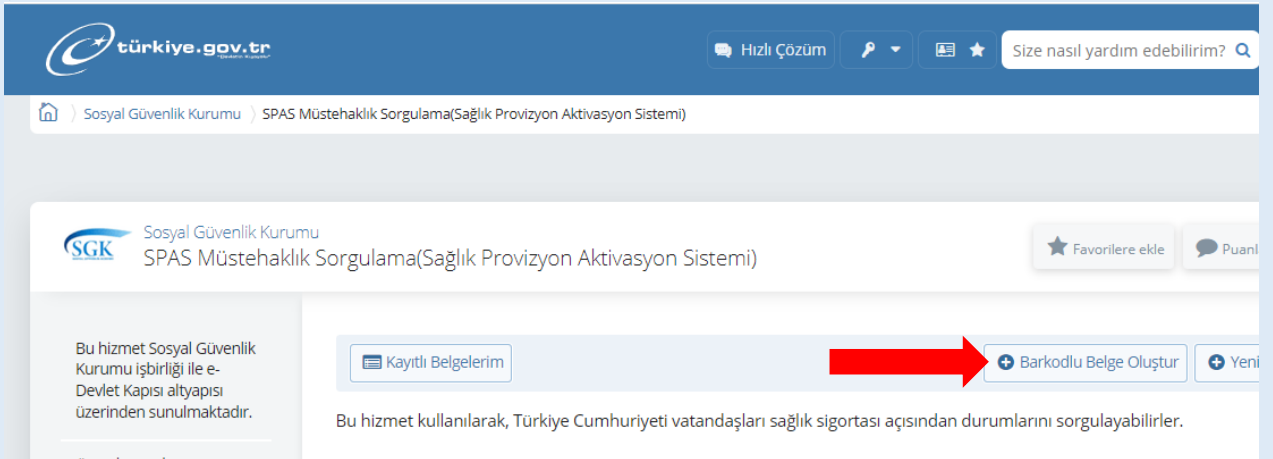 türkiye.gov.tr
Hızlı Çözüm
Size nasıl yardım edebilirim?
Sosyal Güvenlik Kurumu
SPAS Müstehaklık Sorgulama(Sağlık Provizyon Aktivasyon Sistemi)
SGK
Sosyal Güvenlik Kurumu
SPAS Müstehaklık Sorgulama(Sağlık Provizyon Aktivasyon Sistemi)
Favorilere ekle
Puanl
Bu hizmet Sosyal Güvenlik
Kurumu işbirliği ile e-
Devlet Kapısı altyapısı
üzerinden sunulmaktadır.
Kayıtlı Belgelerim
Barkodlu Belge Oluştur
Yeni
Bu hizmet kullanılarak, Türkiye Cumhuriyeti vatandaşları sağlık sigortası açısından durumlarını sorgulayabilirler.